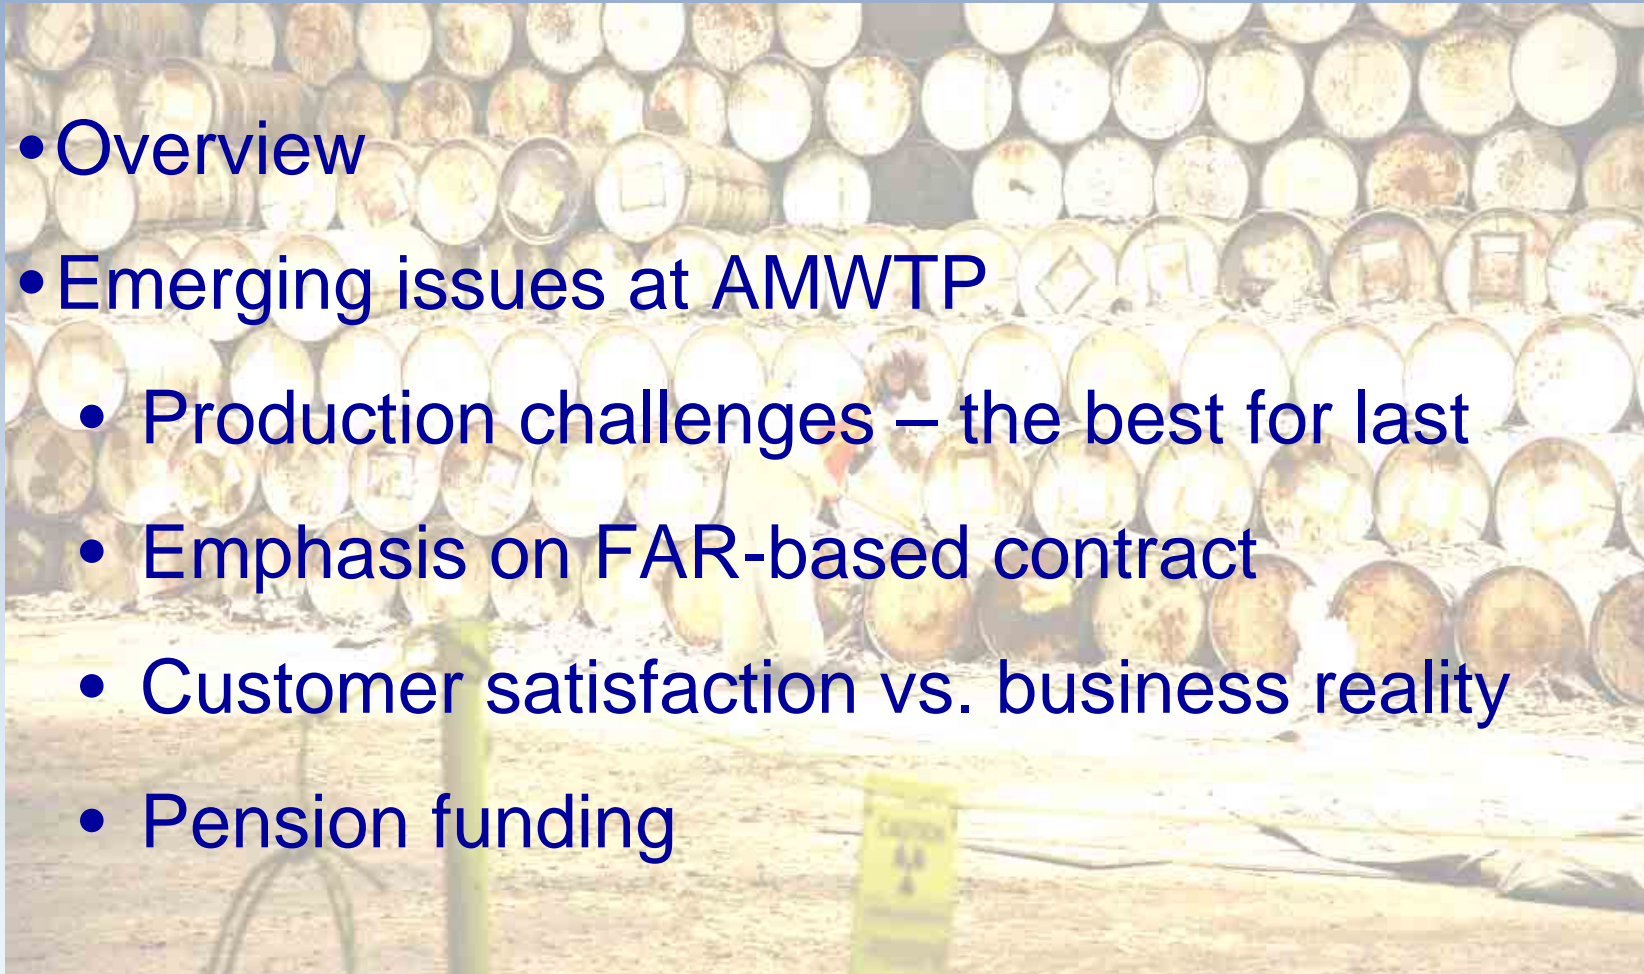 •Overview
•Emerging issues at AMWTP
• Production challenges – the best for last
• Emphasis on FAR-based contract
• Customer satisfaction vs. business reality
• Pension funding